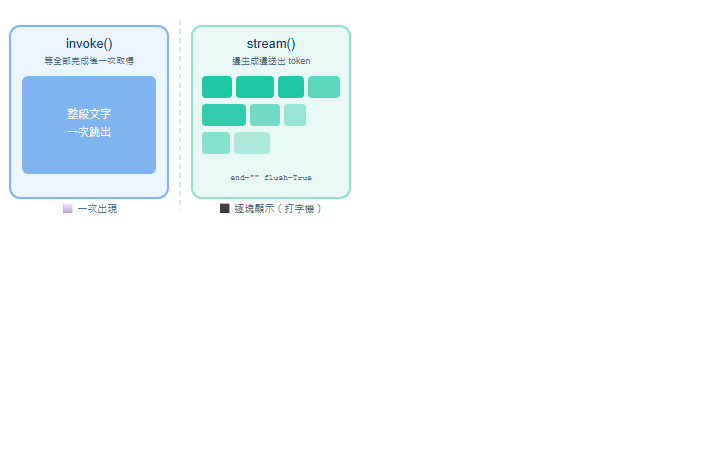 invoke()
等全部完成後一次取得
整段文字
一次跳出
一次出現
stream()
邊生成邊送出 token
end="" flush=True
逐塊顯示（打字機）